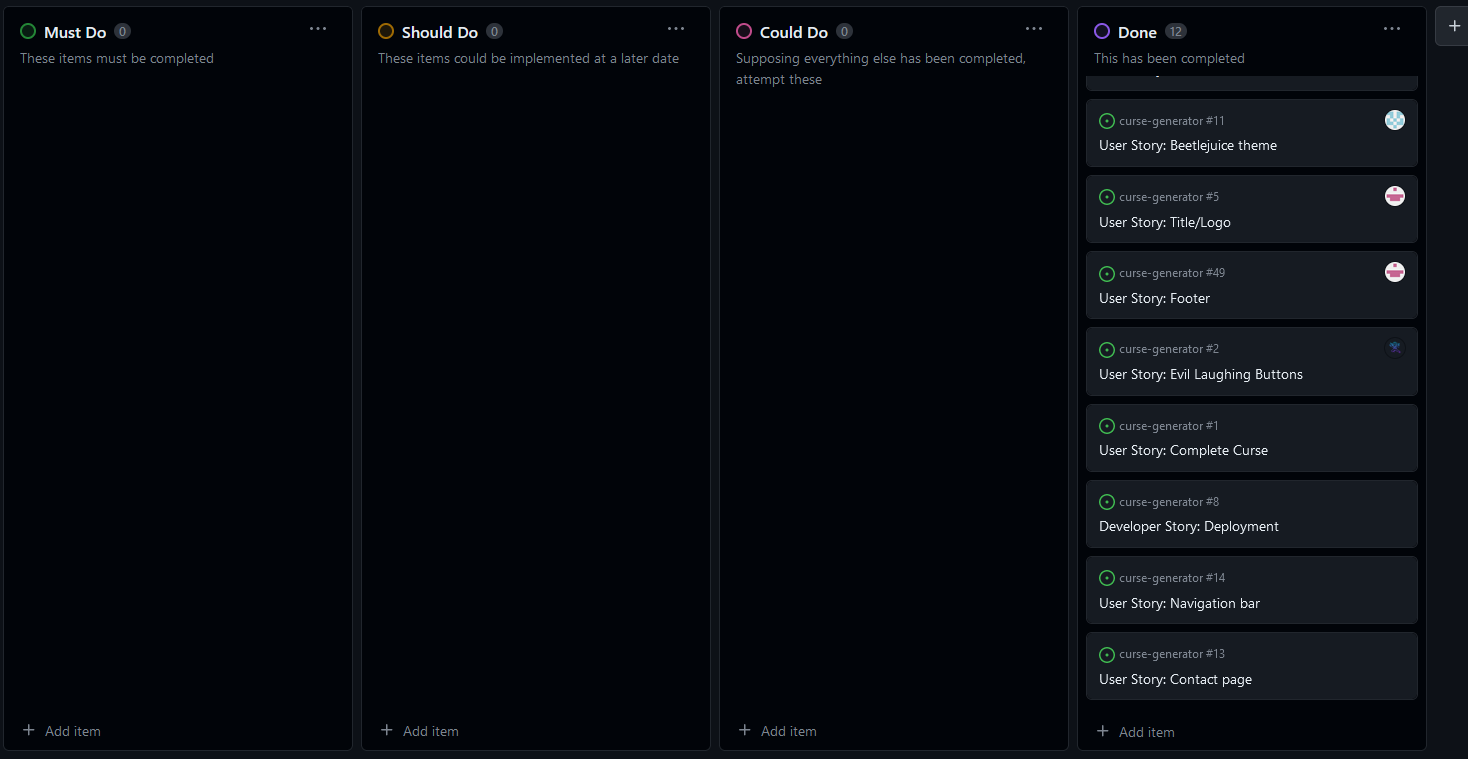 Must Do 0
These items must be completed
Add item
Should Do 0
These items could be implemented at a later date
Add item
Could Do 0
Supposing everything else has been completed,
attempt these
Add item
Done 12
This has been completed
curse-generator #11
User Story: Beetlejuice theme
curse-generator #5
User Story: Title/Logo
curse-generator #49
User Story: Footer
curse-generator #2
User Story: Evil Laughing Buttons
curse-generator #1
User Story: Complete Curse
curse-generator #8
Developer Story: Deployment
curse-generator #14
User Story: Navigation bar
curse-generator #13
User Story: Contact page
Add item